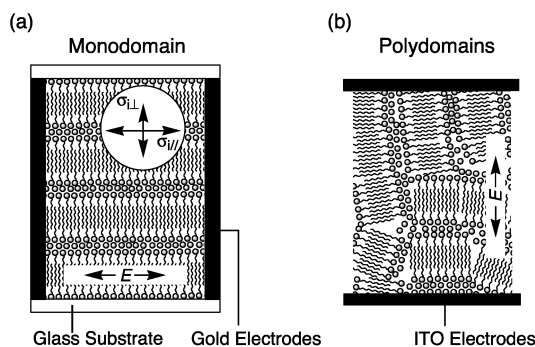 (a)
Monodomain
σi⊥
σi//
E
Glass Substrate
Gold Electrodes
(b)
Polydomains
E
ITO Electrodes